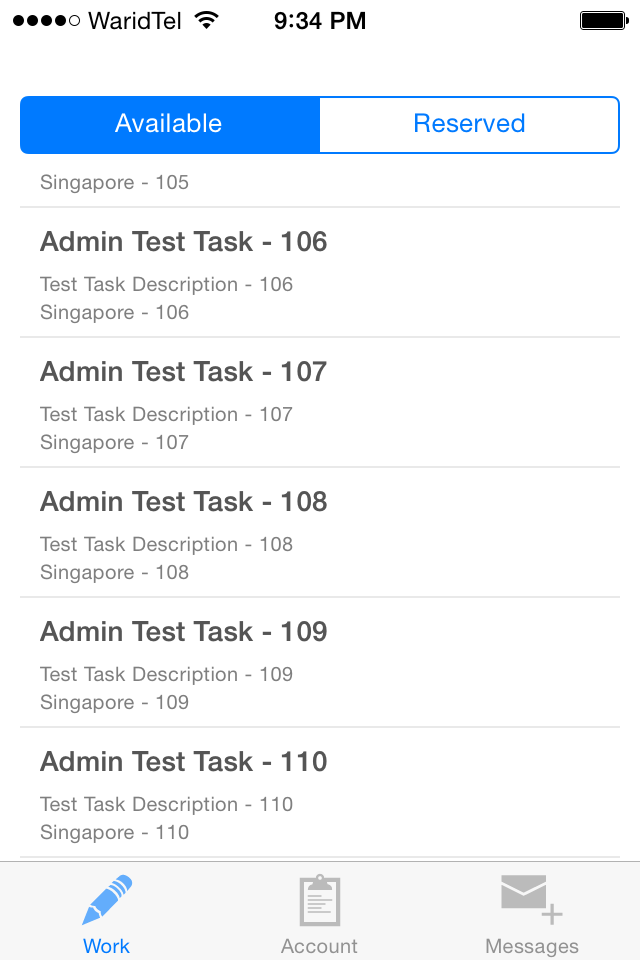 WaridTel 9:34 PM
Available Reserved
Singapore - 105
Admin Test Task - 106
Test Task Description - 106
Singapore - 106
Admin Test Task - 107
Test Task Description - 107
Singapore - 107
Admin Test Task - 108
Test Task Description - 108
Singapore - 108
Admin Test Task - 109
Test Task Description - 109
Singapore - 109
Admin Test Task - 110
Test Task Description - 110
Singapore - 110
Work Account Messages